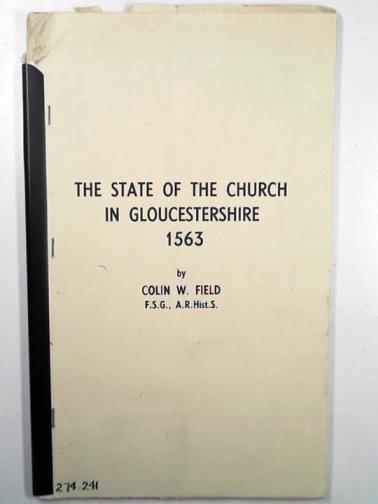 THE STATE OF THE CHURCH
IN GLOUCESTERSHIRE
1563
by
COLIN W. FIELD
F.S.G., A.R.Hist.S.
274.241